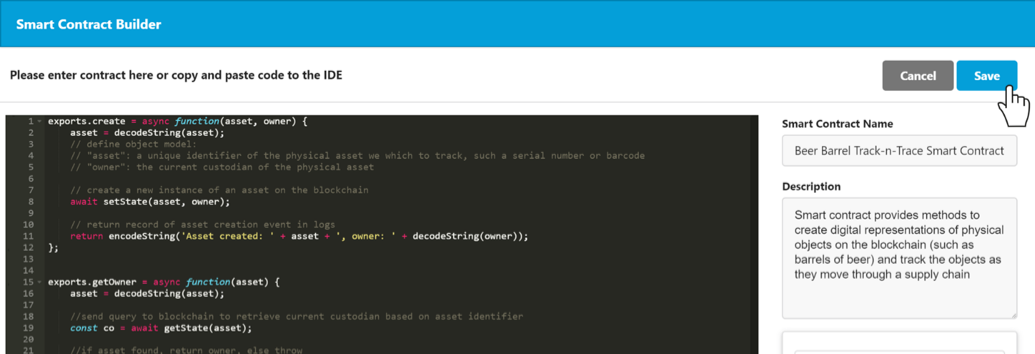 Smart Contract Builder
Please enter contract here or copy and paste code to the IDE
Cancel
Save
1 exports.create = async function(asset, owner) {
2 asset = decodeString(asset);
3 // define object model:
4 // "asset": a unique identifier of the physical asset we which to track, such a serial number or barcode
5 // "owner": the current custodian of the physical asset
6
7 // create a new instance of an asset on the blockchain
8 await setState(asset, owner);
9
10 // return record of asset creation event in logs
11 return encodeString('Asset created: ' + asset + ', owner: ' + decodeString(owner));
12 };
13
14
15 exports.getOwner = async function(asset) {
16 asset = decodeString(asset);
17
18 //send query to blockchain to retrieve current custodian based on asset identifier
19 const co = await getState(asset);
20
21 //if asset found, return owner, else throw
Smart Contract Name
Beer Barrel Track-n-Trace Smart Contract
Description
Smart contract provides methods to
create digital representations of physical
objects on the blockchain (such as
barrels of beer) and track the objects as
they move through a supply chain